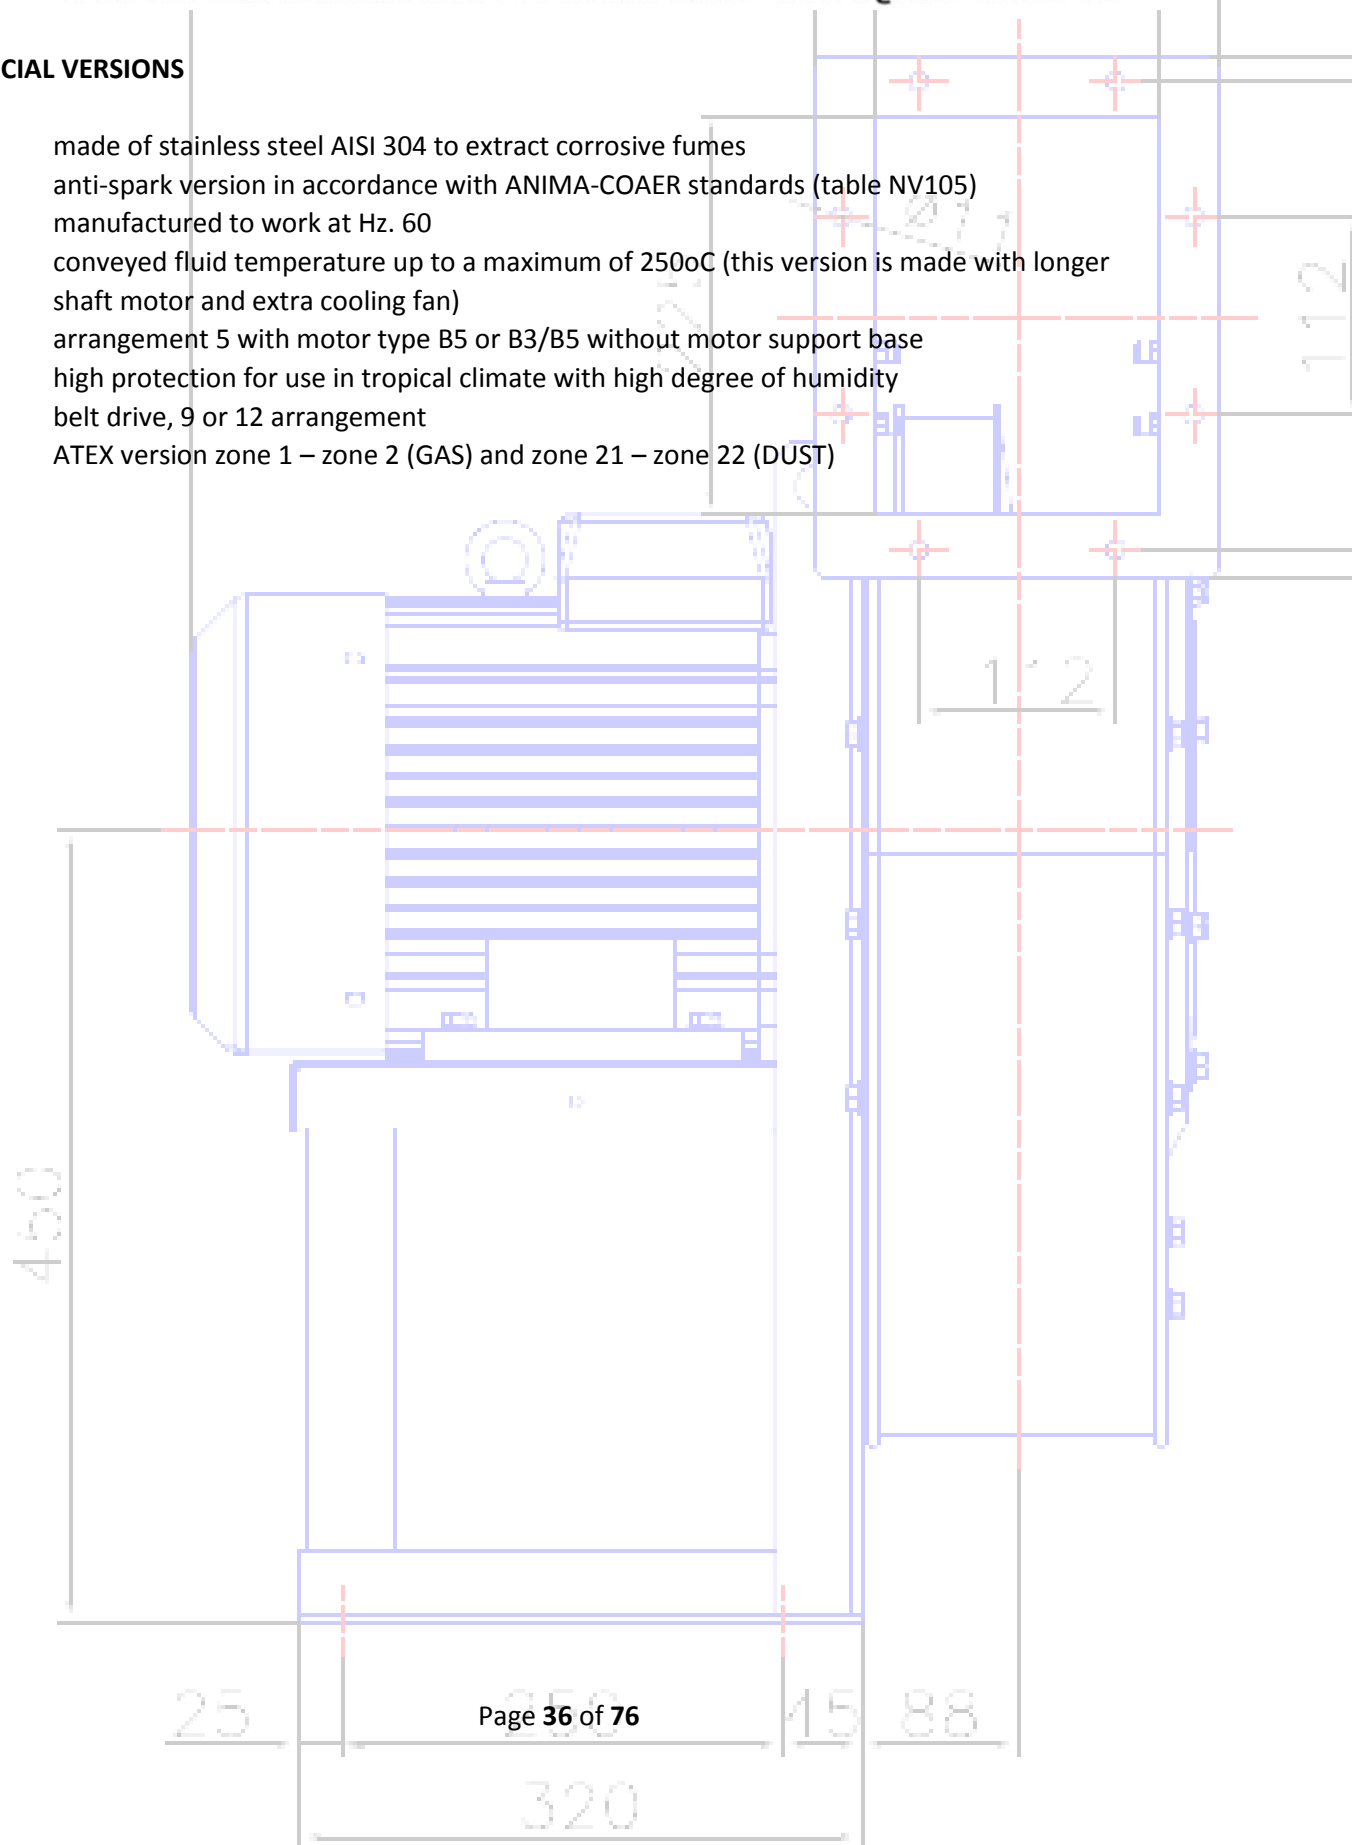 CIAL VERSIONS
made of stainless steel AISI 304 to extract corrosive fumes
anti-spark version in accordance with ANIMA-COAER standards (table NV105)
manufactured to work at Hz. 60
conveyed fluid temperature up to a maximum of 250oC (this version is made with longer
shaft motor and extra cooling fan)
arrangement 5 with motor type B5 or B3/B5 without motor support base
high protection for use in tropical climate with high degree of humidity
belt drive, 9 or 12 arrangement
ATEX version zone 1 – zone 2 (GAS) and zone 21 – zone 22 (DUST)
112
112
450
25
45
88
Page 36 of 76
320